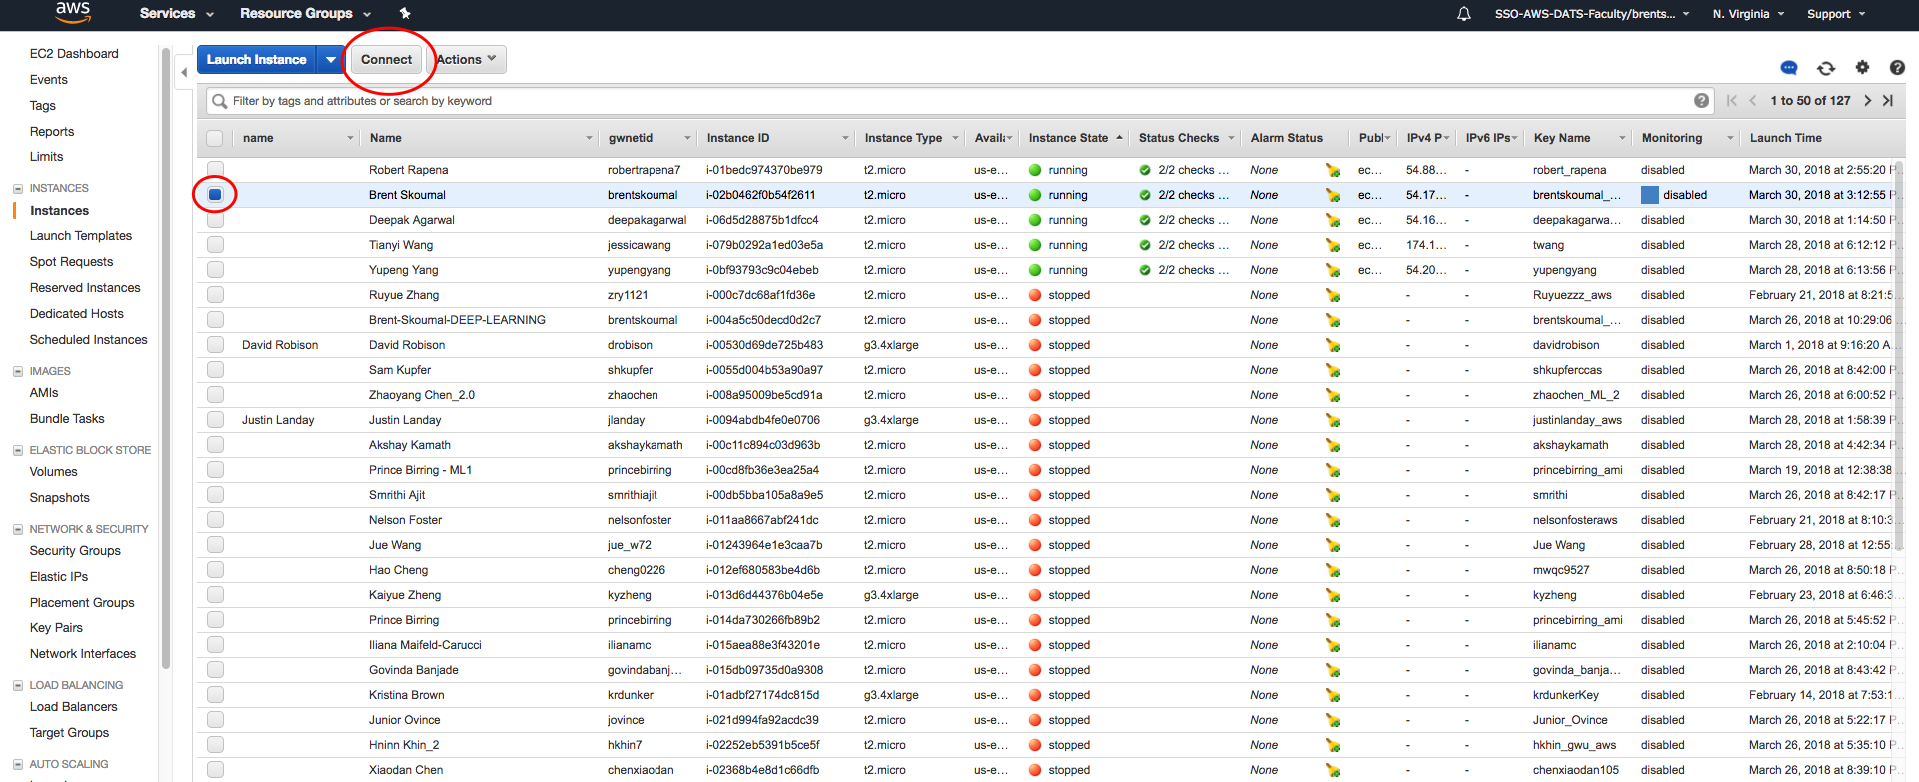 aws Services Resource Groups SSO-AWS-DATS-Faculty/brents... N. Virginia Support
EC2 Dashboard
Events
Tags
Reports
Limits
INSTANCES
Instances
Launch Templates
Spot Requests
Reserved Instances
Dedicated Hosts
Scheduled Instances
IMAGES
AMIs
Bundle Tasks
ELASTIC BLOCK STORE
Volumes
Snapshots
NETWORK & SECURITY
Security Groups
Elastic IPs
Placement Groups
Key Pairs
Network Interfaces
LOAD BALANCING
Load Balancers
Target Groups
AUTO SCALING
Launch Instance Connect Actions
Filter by tags and attributes or search by keyword 1 to 50 of 127
name Name gwnetid Instance ID Instance Type Availa Instance State Status Checks Alarm Status Publ IPv4 P IPv6 IPs Key Name Monitoring Launch Time
Robert Rapena robertrapena7 i-01bedc974370be979 t2.micro us-e... running 2/2 checks ... None ec... 54.88... - robert_rapena disabled March 30, 2018 at 2:55:20 P...
Brent Skoumal brentskoumal i-02b0462f0b54f2611 t2.micro us-e... running 2/2 checks ... None ec... 54.17... - brentskoumal_... disabled March 30, 2018 at 3:12:55 P...
Deepak Agarwal deepakagarwal i-06d5d28875b1dfcc4 t2.micro us-e... running 2/2 checks ... None ec... 54.16... - deepakagarwa... disabled March 30, 2018 at 1:14:50 P...
Tianyi Wang jessicawang i-079b0292a1ed03e5a t2.micro us-e... running 2/2 checks ... None ec... 174.1... - twang disabled March 28, 2018 at 6:12:12 P...
Yupeng Yang yupengyang i-0bf93793c9c04ebeb t2.micro us-e... running 2/2 checks ... None ec... 54.20... - yupengyang disabled March 28, 2018 at 6:13:56 P...
Ruyue Zhang zry1121 i-000c7dc68af1fd36e t2.micro us-e... stopped None - - Ruyuezzz_aws disabled February 21, 2018 at 8:21:5...
Brent-Skoumal-DEEP-LEARNING brentskoumal i-004a5c50decd0d2c7 t2.micro us-e... stopped None - - brentskoumal_... disabled March 26, 2018 at 10:29:06 ...
David Robison David Robison drobison i-00530d69de725b483 g3.4xlarge us-e... stopped None - - davidrobison disabled March 1, 2018 at 9:16:20 A...
Sam Kupfer shkupfer i-0055d004b53a90a97 t2.micro us-e... stopped None - - shkupferccas disabled March 26, 2018 at 8:42:00 P...
Zhaoyang Chen_2.0 zhaochen i-008a95009be5cd91a t2.micro us-e... stopped None - - zhaochen_ML_2 disabled March 26, 2018 at 6:00:52 P...
Justin Landay Justin Landay jlanday i-0094abdb4fe0e0706 g3.4xlarge us-e... stopped None - - justinlanday_aws disabled March 28, 2018 at 1:58:39 P...
Akshay Kamath akshaykamath i-00c11c894c03d963b t2.micro us-e... stopped None - - akshaykamath disabled March 28, 2018 at 4:42:34 P...
Prince Birring - ML1 princebirring i-00cd8fb36e3ea25a4 t2.micro us-e... stopped None - - princebirring_ami disabled March 19, 2018 at 12:38:38 ...
Smrithi Ajit smrithiajit i-00db5bba105a8a9e5 t2.micro us-e... stopped None - - smrithi disabled March 26, 2018 at 8:42:17 P...
Nelson Foster nelsonfoster i-011aa8667abf241dc t2.micro us-e... stopped None - - nelsonfosteraws disabled February 21, 2018 at 8:10:3...
Jue Wang jue_w72 i-01243964e1e3caa7b t2.micro us-e... stopped None - - Jue Wang disabled February 28, 2018 at 12:55:...
Hao Cheng cheng0226 i-012ef680583be4d6b t2.micro us-e... stopped None - - mwqc9527 disabled March 26, 2018 at 8:50:18 P...
Kaiyue Zheng kyzheng i-013d6d44376b04e5e g3.4xlarge us-e... stopped None - - kyzheng disabled February 23, 2018 at 6:46:3...
Prince Birring princebirring i-014da730266fb89b2 t2.micro us-e... stopped None - - princebirring_ami disabled March 26, 2018 at 5:45:52 P...
Iliana Maifeld-Carucci ilianamc i-015aea88e3f43201e t2.micro us-e... stopped None - - ilianamc disabled March 26, 2018 at 2:10:04 P...
Govinda Banjade govindabanj... i-015db09735d0a9308 t2.micro us-e... stopped None - - govinda_banja... disabled March 26, 2018 at 8:43:42 P...
Kristina Brown krdunker i-01adbf27174dc815d g3.4xlarge us-e... stopped None - - krdunkerKey disabled February 14, 2018 at 7:53:1...
Junior Ovince jovince i-021d994fa92acdc39 t2.micro us-e... stopped None - - Junior_Ovince disabled March 26, 2018 at 5:22:17 P...
Hninn Khin_2 hkhin7 i-02252eb5391b5ce5f t2.micro us-e... stopped None - - hkhin_gwu_aws disabled March 26, 2018 at 5:35:10 P...
Xiaodan Chen chenxiaodan i-02368b4e8d1c66dfb t2.micro us-e... stopped None - - chenxiaodan105 disabled March 26, 2018 at 8:39:10 P...